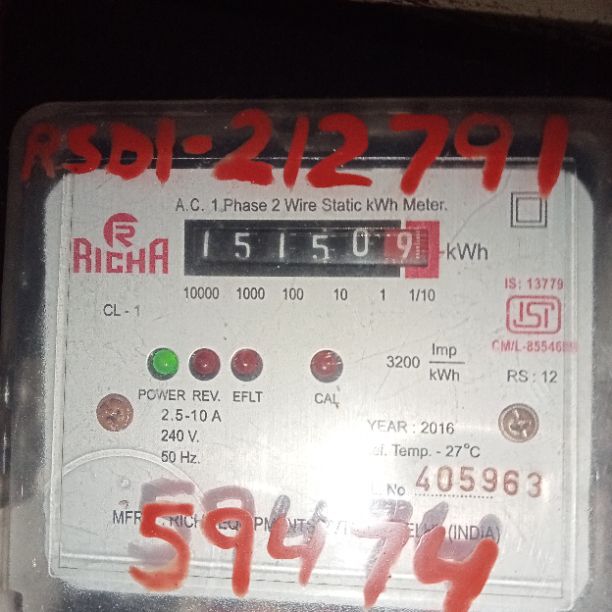 RSDI-212791
A.C. 1 Phase 2 Wire Static kWh Meter.
R
RICHA
151509
kWh
10000 1000 100 10 1 1/10
IS: 13779
ISI
CL - 1
3200 Imp
kWh
RS : 12
POWER REV. EFLT CAL
2.5-10 A
240 V.
50 Hz.
YEAR : 2016
Temp. - 27°C
No 405963
(INDIA)
59474